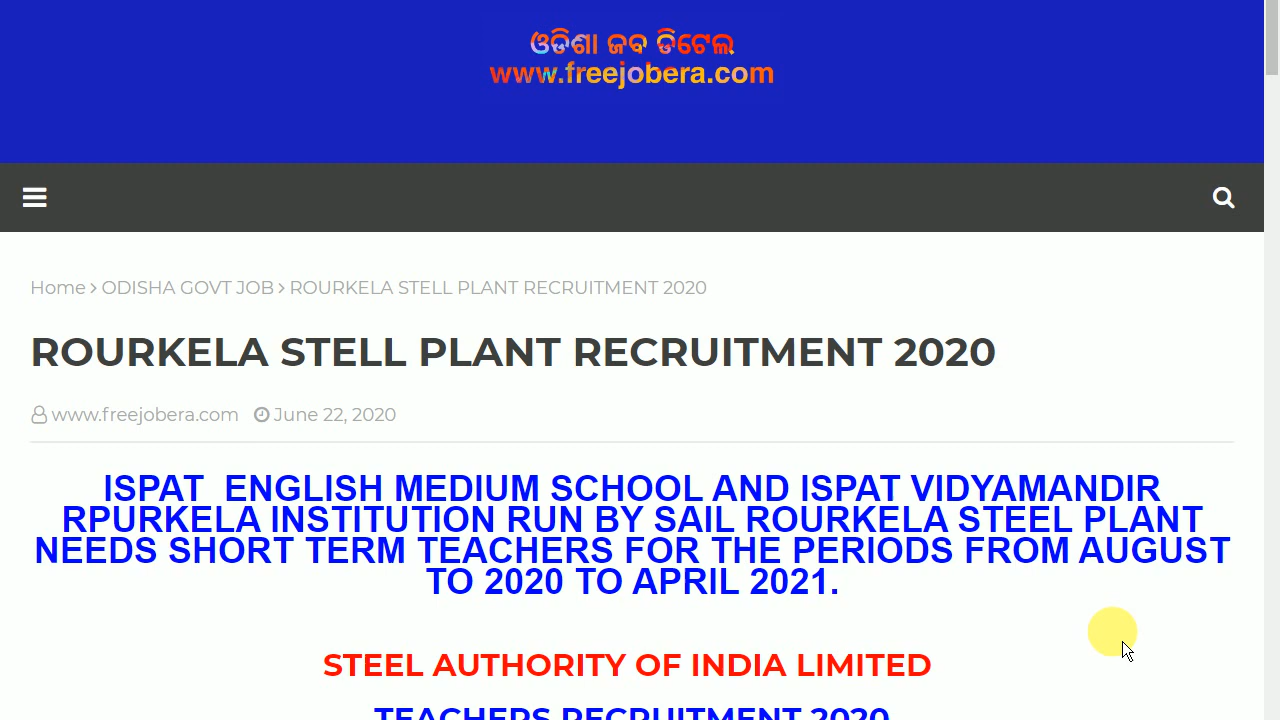 ଓଡିଶା ଜବ ଡିଟେଲ
www.freejobera.com
Home > ODISHA GOVT JOB > ROURKELA STELL PLANT RECRUITMENT 2020
ROURKELA STELL PLANT RECRUITMENT 2020
www.freejobera.com June 22, 2020
ISPAT ENGLISH MEDIUM SCHOOL AND ISPAT VIDYAMANDIR
RPURKELA INSTITUTION RUN BY SAIL ROURKELA STEEL PLANT
NEEDS SHORT TERM TEACHERS FOR THE PERIODS FROM AUGUST
TO 2020 TO APRIL 2021.
STEEL AUTHORITY OF INDIA LIMITED
TEACHERS RECRUITMENT 2020